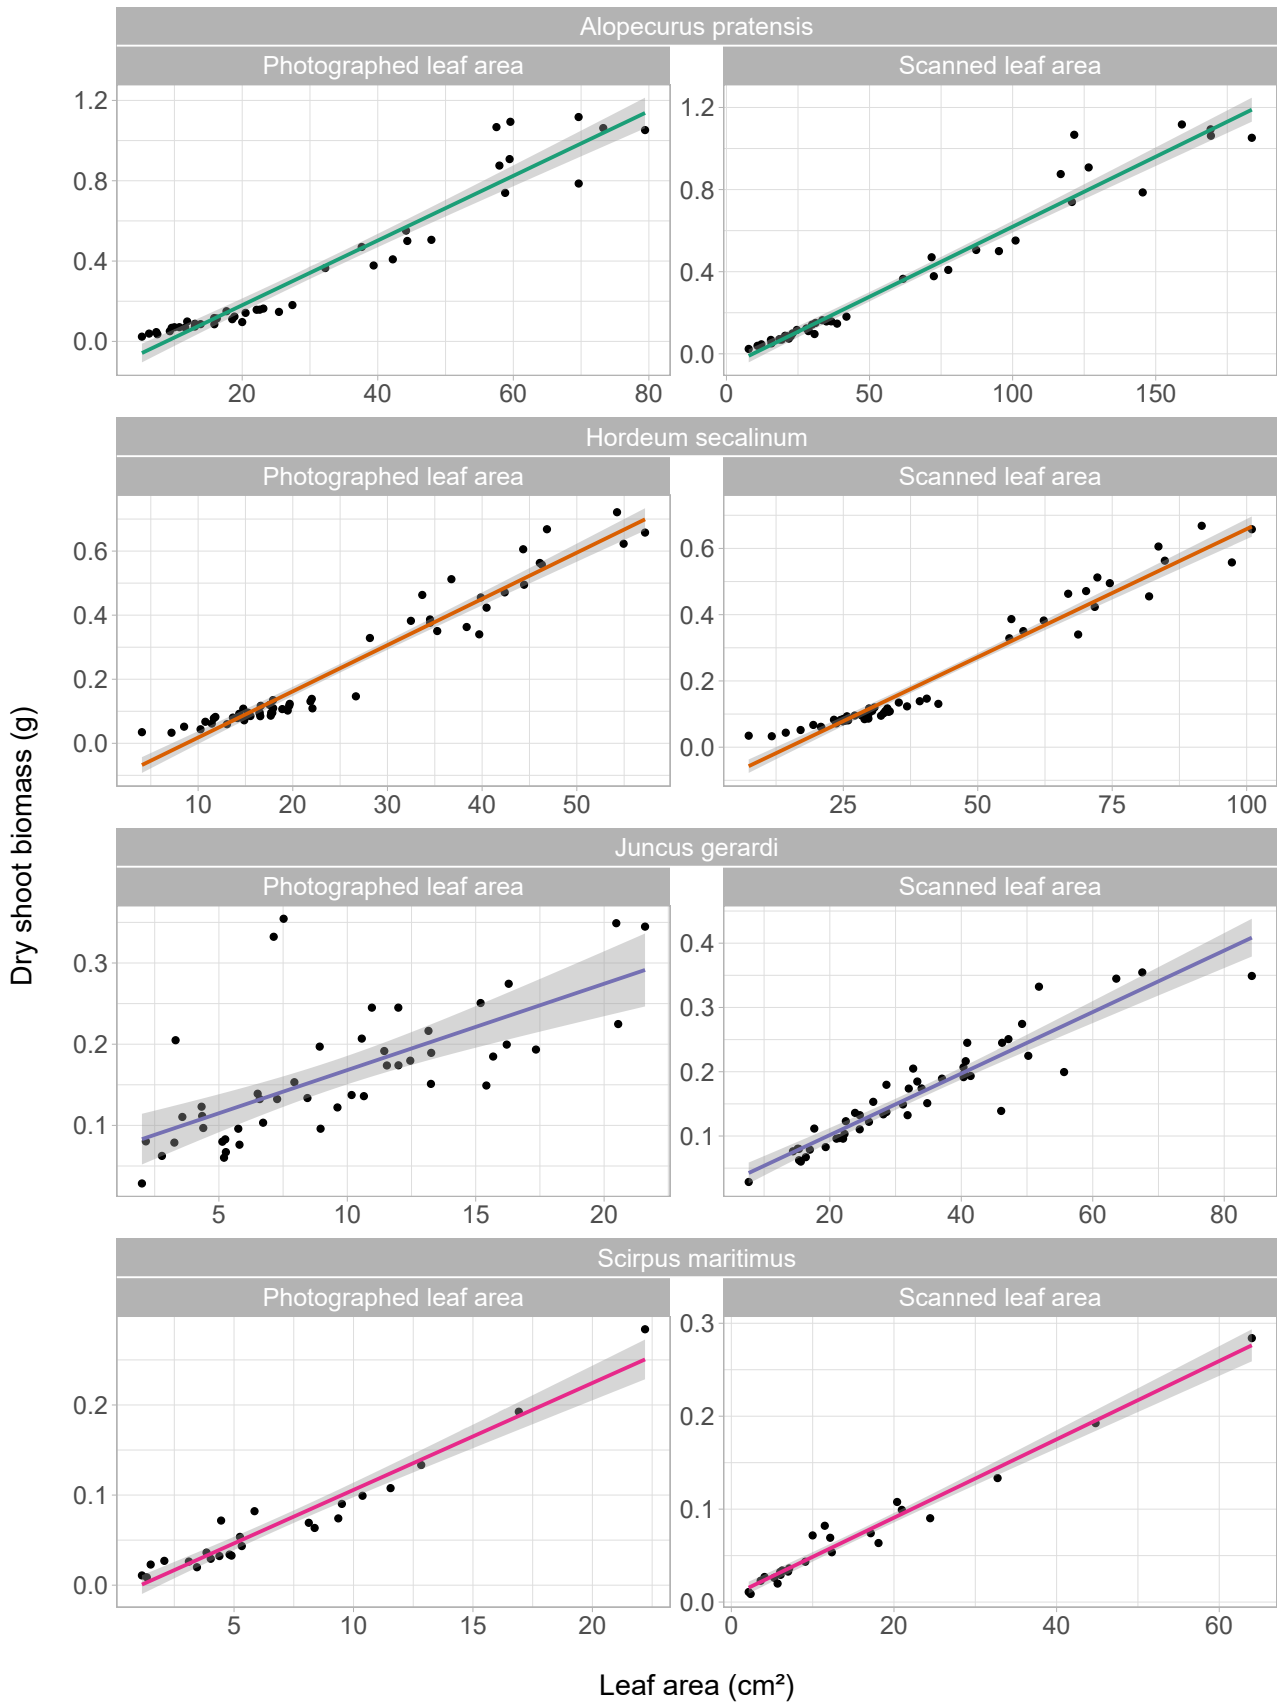 Alopecurus pratensis
Photographed leaf area Scanned leaf area
1.2 1.2
0.8 0.8
0.4 0.4
0.0 0.0
20 40 60 80 0 50 100 150
Hordeum secalinum
Photographed leaf area Scanned leaf area
0.6 0.6
0.4 0.4
0.2 0.2
0.0 0.0
10 20 30 40 50 25 50 75 100
Dry shoot biomass (g)
Juncus gerardi
Photographed leaf area Scanned leaf area
0.3 0.4
0.2 0.3
0.1 0.2
0.1
5 10 15 20 20 40 60 80
Scirpus maritimus
Photographed leaf area Scanned leaf area
0.2 0.3
0.1 0.2
0.0 0.1
0.0
5 10 15 20 0 20 40 60
Leaf area (cm²)